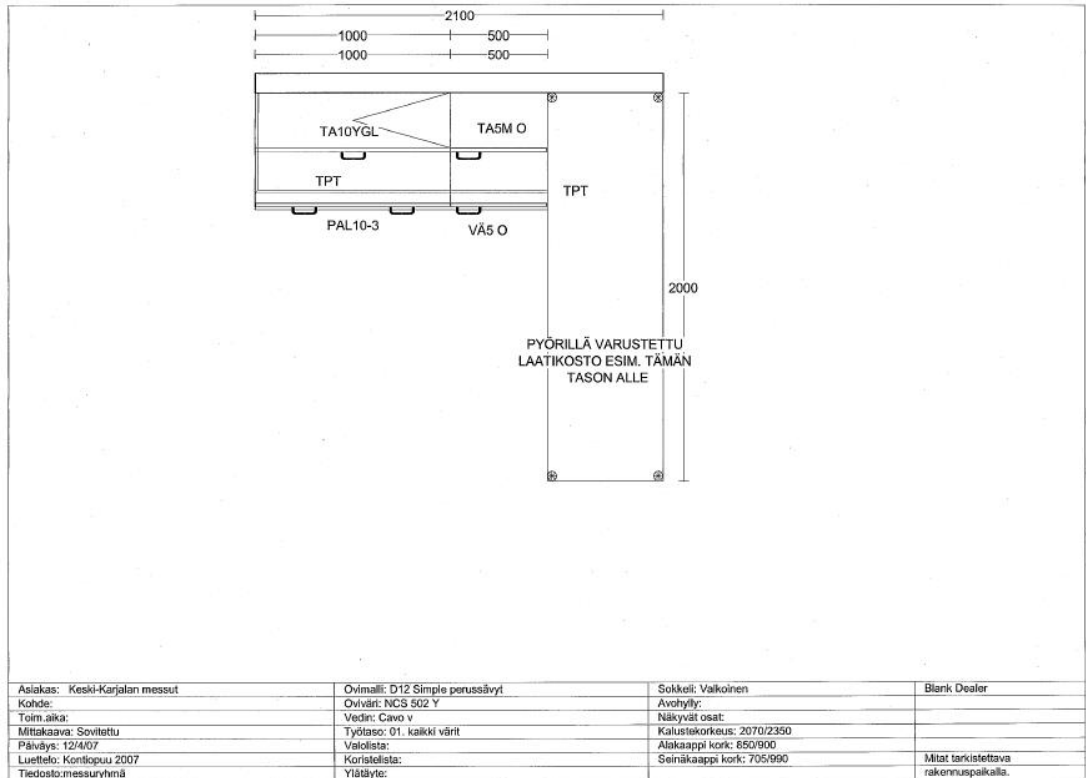 2100
1000 500
1000 500
TA10YGL TA5M O
TPT TPT
PAL10-3 VÄ5 O
2000
PYÖRILLÄ VARUSTETTU
LAATIKOSTO ESIM. TÄMÄN
TASON ALLE
Asiakas: Keski-Karjalan messut Ovimalli: D12 Simple perussävyt Sokkeli: Valkoinen Blank Dealer
Kohde: Oviväri: NCS 502 Y Avohylly:
Toim.aika: Vedin: Cavo v Näkyvät osat:
Mittakaava: Sovitettu Työtaso: 01. kaikki värit Kalustekorkeus: 2070/2350
Päiväys: 12/4/07 Valolista: Alakaappi kork: 850/900
Luettelo: Kontiopuu 2007 Koristelista: Seinäkaappi kork: 705/990 Mitat tarkistettava
Tiedosto:messuryhmä Ylätäyte: rakennuspaikalla.